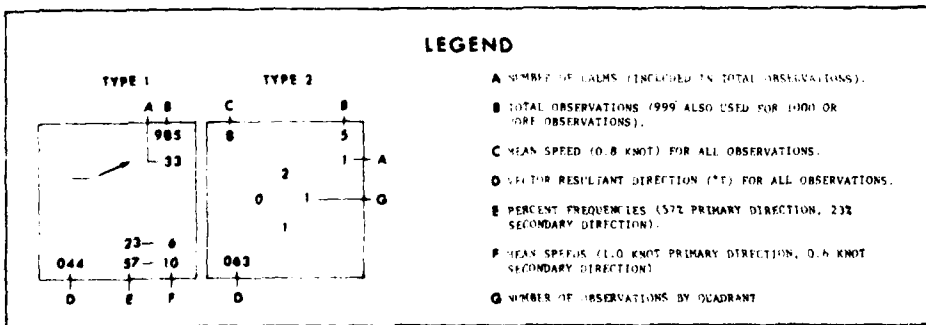 LEGEND
TYPE 1
TYPE 2
A B
C B
985
33
8 5
1 A
2
0 1 G
1
23 6
044 57 10
063
D E F
D
A NUMBER OF CALMS (INCLUDED IN TOTAL OBSERVATIONS).
B TOTAL OBSERVATIONS (999 ALSO USED FOR 1000 OR
MORE OBSERVATIONS).
C MEAN SPEED (0.8 KNOT) FOR ALL OBSERVATIONS.
D VECTOR RESULTANT DIRECTION (°T) FOR ALL OBSERVATIONS.
E PERCENT FREQUENCIES (57% PRIMARY DIRECTION, 23%
SECONDARY DIRECTION).
F MEAN SPEEDS (1.0 KNOT PRIMARY DIRECTION, 0.6 KNOT
SECONDARY DIRECTION)
G NUMBER OF OBSERVATIONS BY QUADRANT